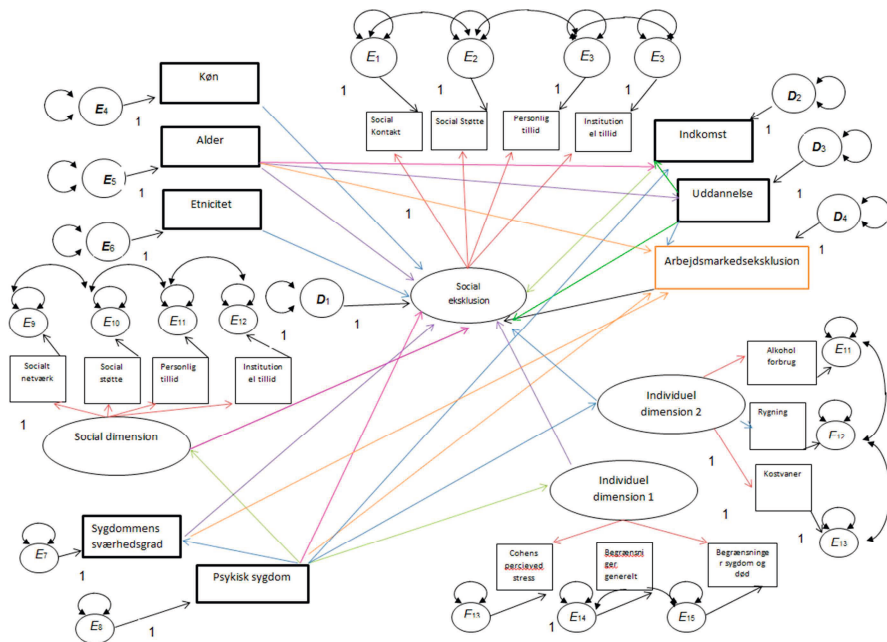 E1
E2
E3
E3
1
1
1
1
Køn
E4
1
Social
Kontakt
Social Støtte
Personlig
tillid
Institution
el tillid
D2
1
Indkomst
Alder
E5
1
D3
1
Uddannelse
Etnicitet
E6
1
1
D4
1
Arbejdsmarkedseksklusion
Social
eksklusion
D1
1
1
E9
E10
E11
E12
Socialt
netværk
Social
støtte
Personlig
tillid
Institution
el tillid
1
Social dimension
Individuel
dimension 2
Alkohol
forbrug
E11
Rygning
F12
1
Kostvaner
1
1
E13
Individuel
dimension 1
Sygdommens
sværhedsgrad
E7
1
Psykisk sygdom
E8
1
Cohens
percieved
stress
Begrænsni
ger
generelt
Begrænsninge
r sygdom og
død
F13
E14
1
E15